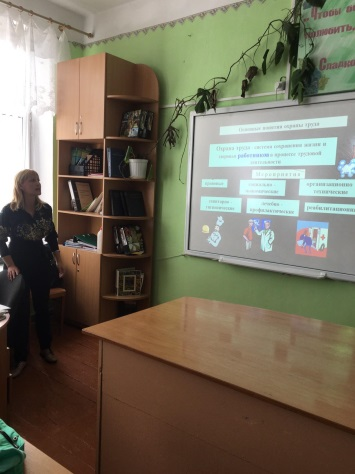 Чтобы
Основные понятия охраны труда
Охрана труда- система сохранения жизни и
здоровья работников в процессе трудовой
деятельности
Мероприятия
правовые
социально
экономические
организационно
технические
санитарно
гигиенические
лечебно
профилактические
реабилитационные